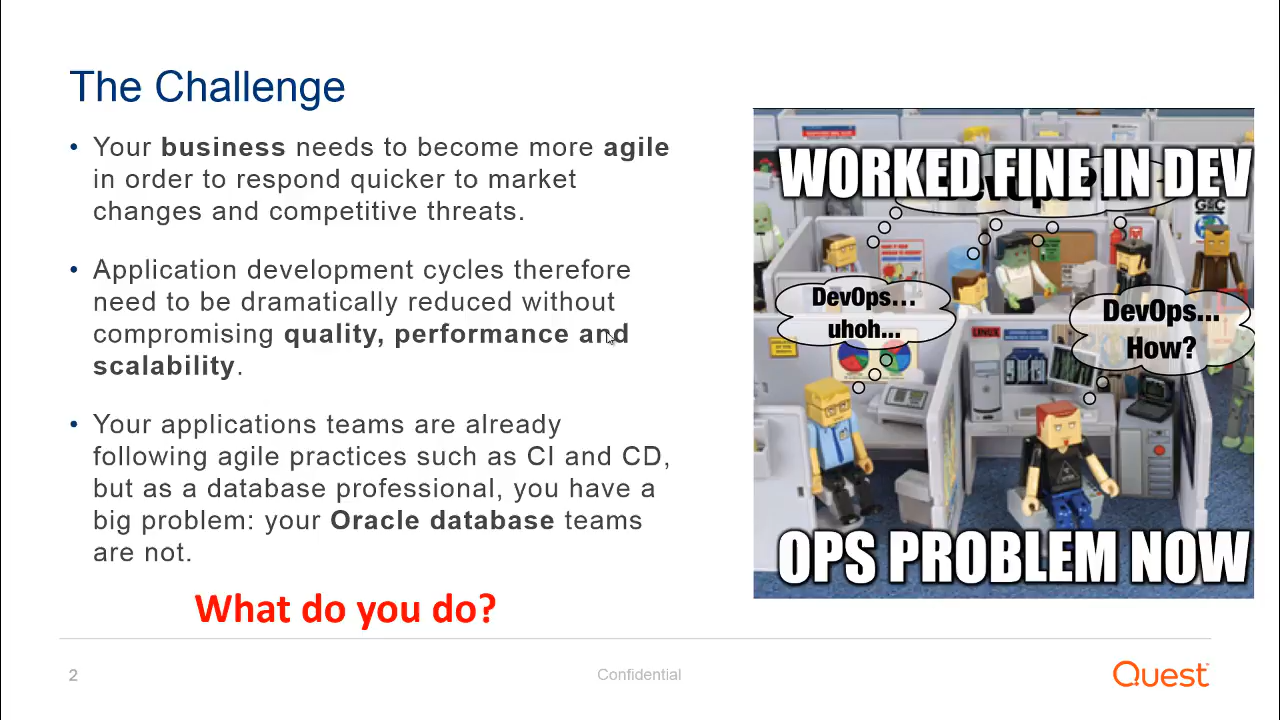 The Challenge
• Your business needs to become more agile
in order to respond quicker to market
changes and competitive threats.
• Application development cycles therefore
need to be dramatically reduced without
compromising quality, performance and
scalability.
• Your applications teams are already
following agile practices such as CI and CD,
but as a database professional, you have a
big problem: your Oracle database teams
are not.
What do you do?
WORKED FINE IN DEV
DevOps...
uhoh...
DevOps...
How?
LINUX
OPS PROBLEM NOW
2
Confidential
Quest